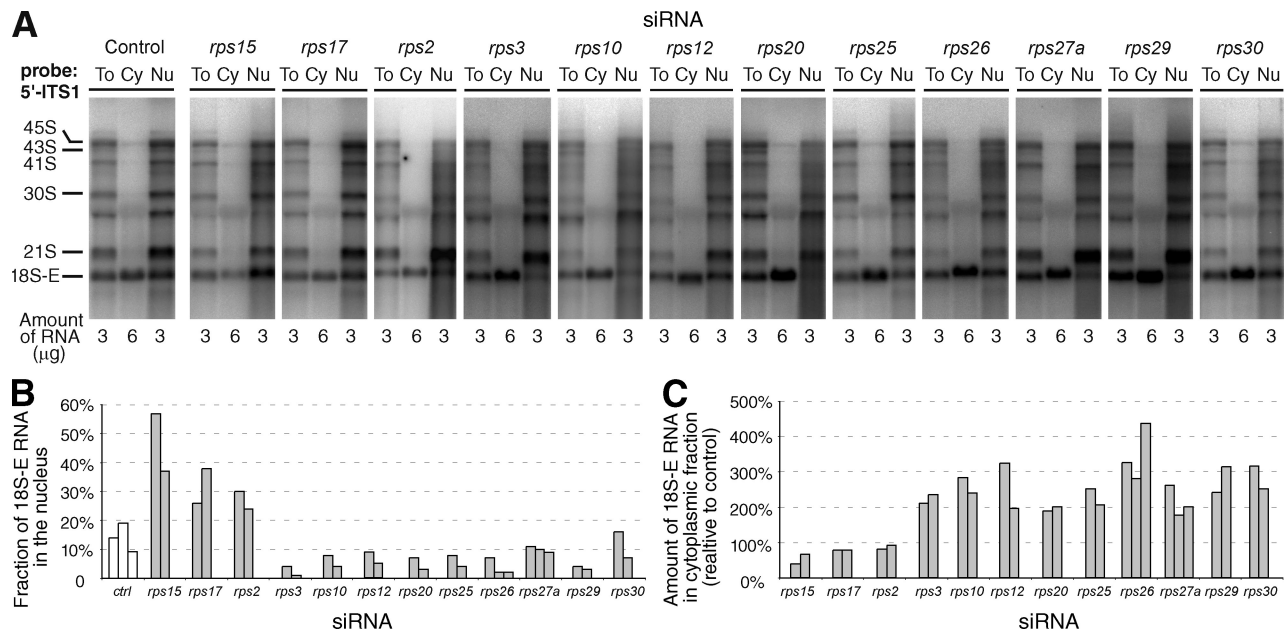 A
siRNA
Control rps15 rps17 rps2 rps3 rps10 rps12 rps20 rps25 rps26 rps27a rps29 rps30
probe: To Cy Nu To Cy Nu To Cy Nu To Cy Nu To Cy Nu To Cy Nu To Cy Nu To Cy Nu To Cy Nu To Cy Nu To Cy Nu To Cy Nu To Cy Nu
5'-ITS1
45S
43S
41S
30S
21S
18S-E
Amount
of RNA 3 6 3 3 6 3 3 6 3 3 6 3 3 6 3 3 6 3 3 6 3 3 6 3 3 6 3 3 6 3 3 6 3 3 6 3 3 6 3
(μg)
B
Fraction of 18S-E RNA
in the nucleus
60%
50%
40%
30%
20%
10%
0
ctrl rps15 rps17 rps2 rps3 rps10 rps12 rps20 rps25 rps26 rps27a rps29 rps30
siRNA
C
Amount of 18S-E RNA
in cytoplasmic fraction
(realtive to control)
500%
400%
300%
200%
100%
0%
rps15 rps17 rps2 rps3 rps10 rps12 rps20 rps25 rps26 rps27a rps29 rps30
siRNA